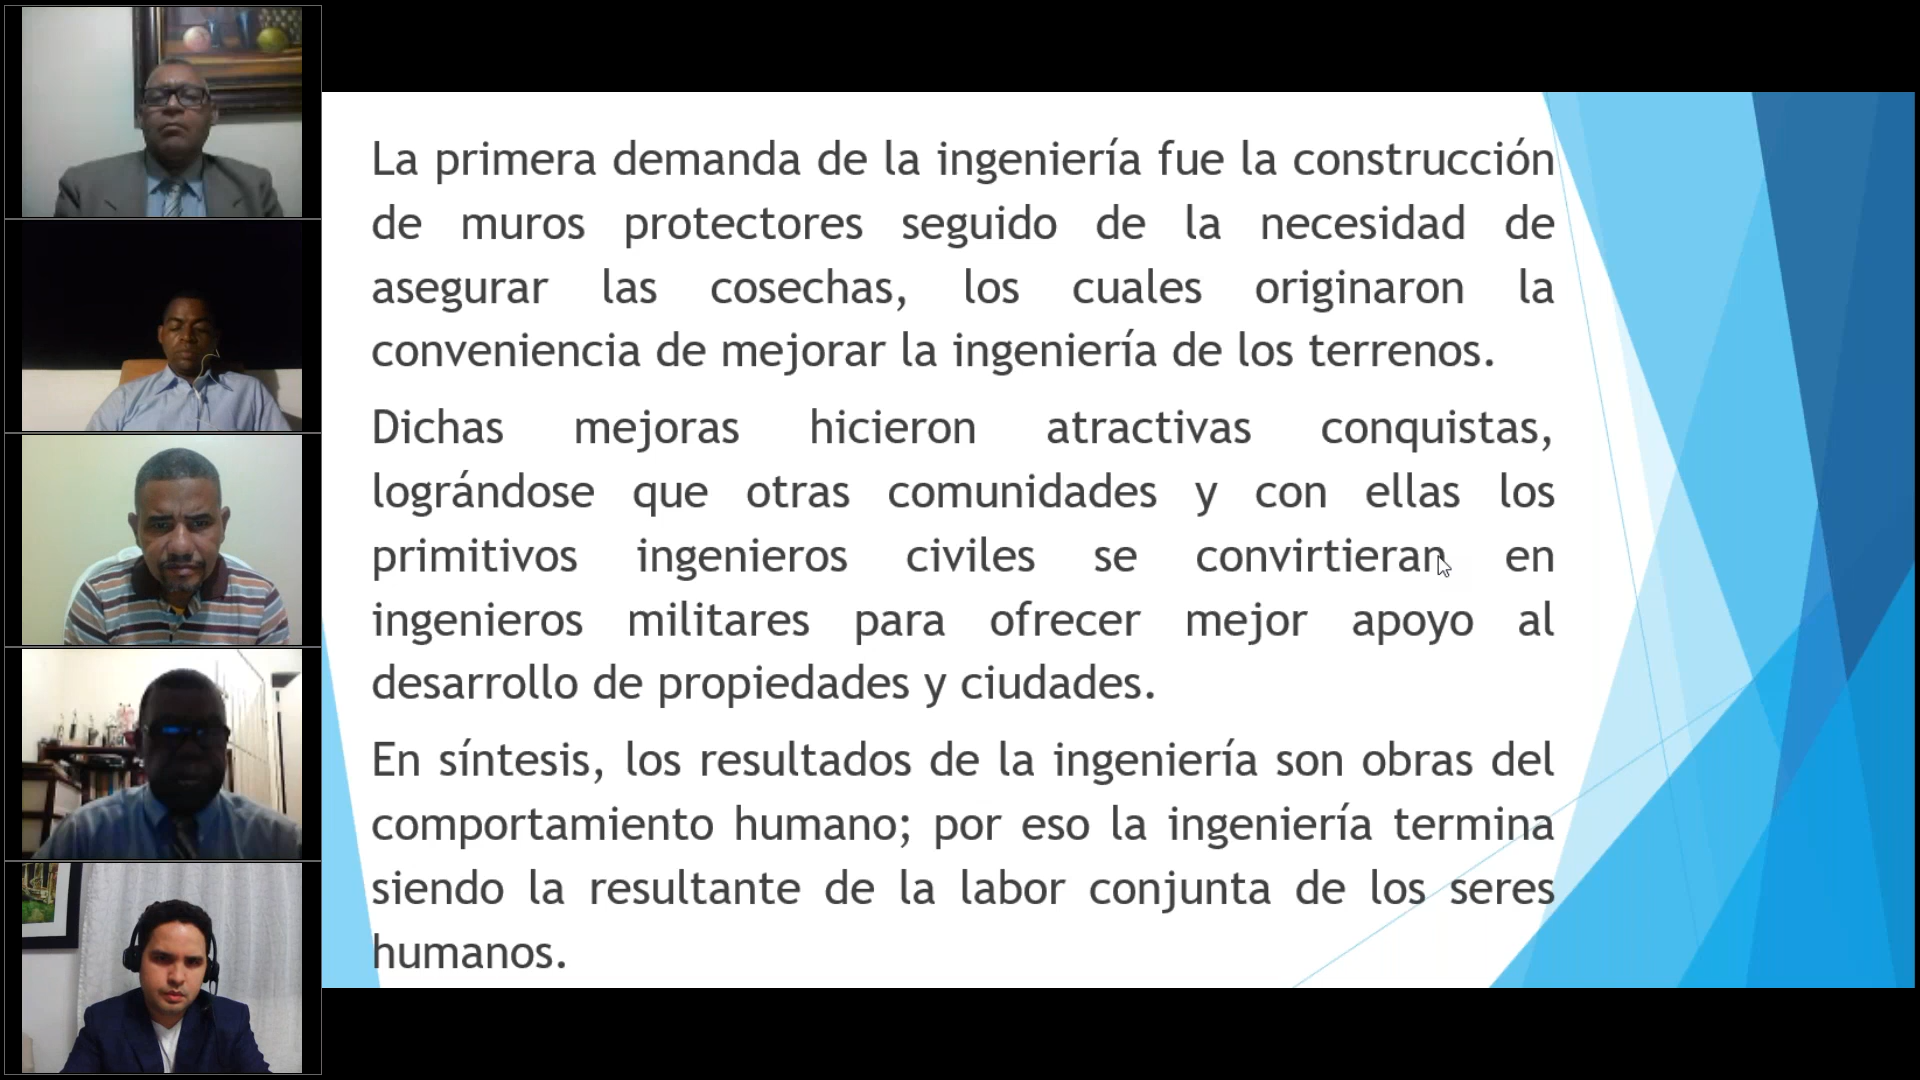 La primera demanda de la ingeniería fue la construcción
de muros protectores seguido de la necesidad de
asegurar las cosechas, los cuales originaron la
conveniencia de mejorar la ingeniería de los terrenos.
Dichas mejoras hicieron atractivas conquistas,
lográndose que otras comunidades y con ellas los
primitivos ingenieros civiles se convirtieran en
ingenieros militares para ofrecer mejor apoyo al
desarrollo de propiedades y ciudades.
En síntesis, los resultados de la ingeniería son obras del
comportamiento humano; por eso la ingeniería termina
siendo la resultante de la labor conjunta de los seres
humanos.